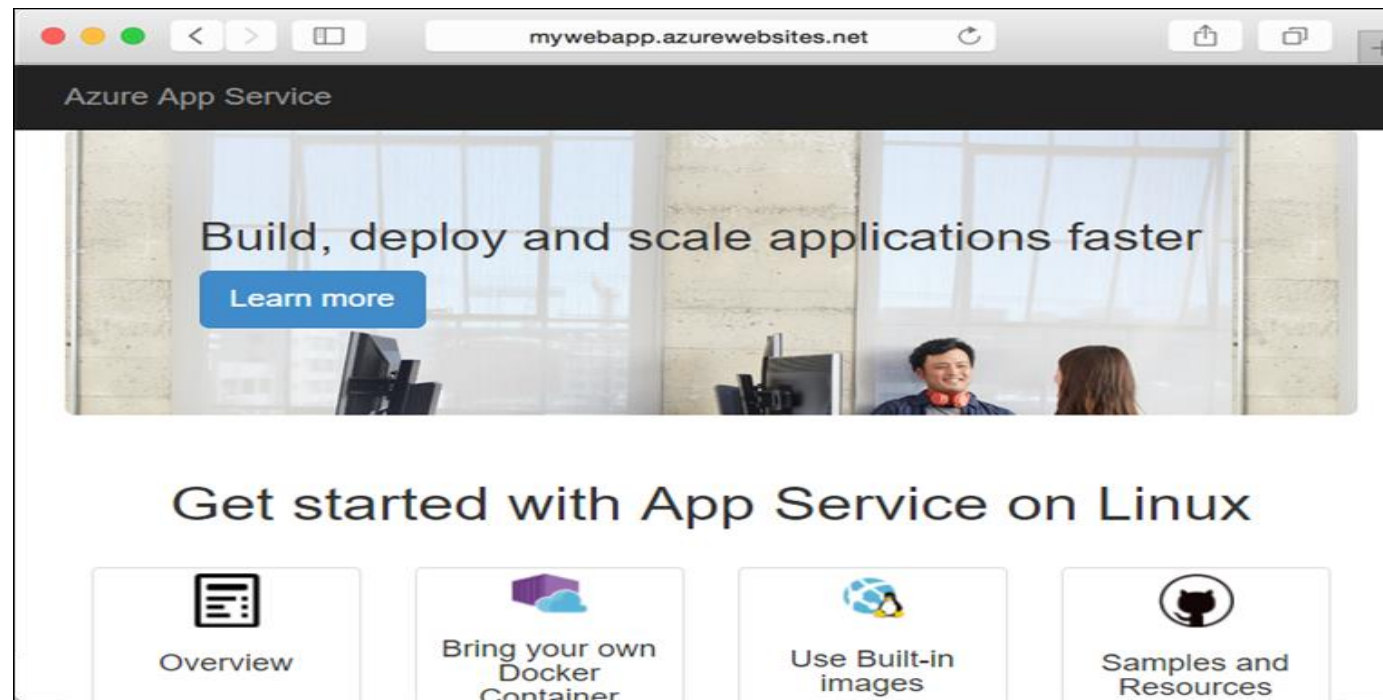 mywebapp.azurewebsites.net
Azure App Service
Build, deploy and scale applications faster
Learn more
Get started with App Service on Linux
Overview
Bring your own
Docker
Container
Use Built-in
images
Samples and
Resources